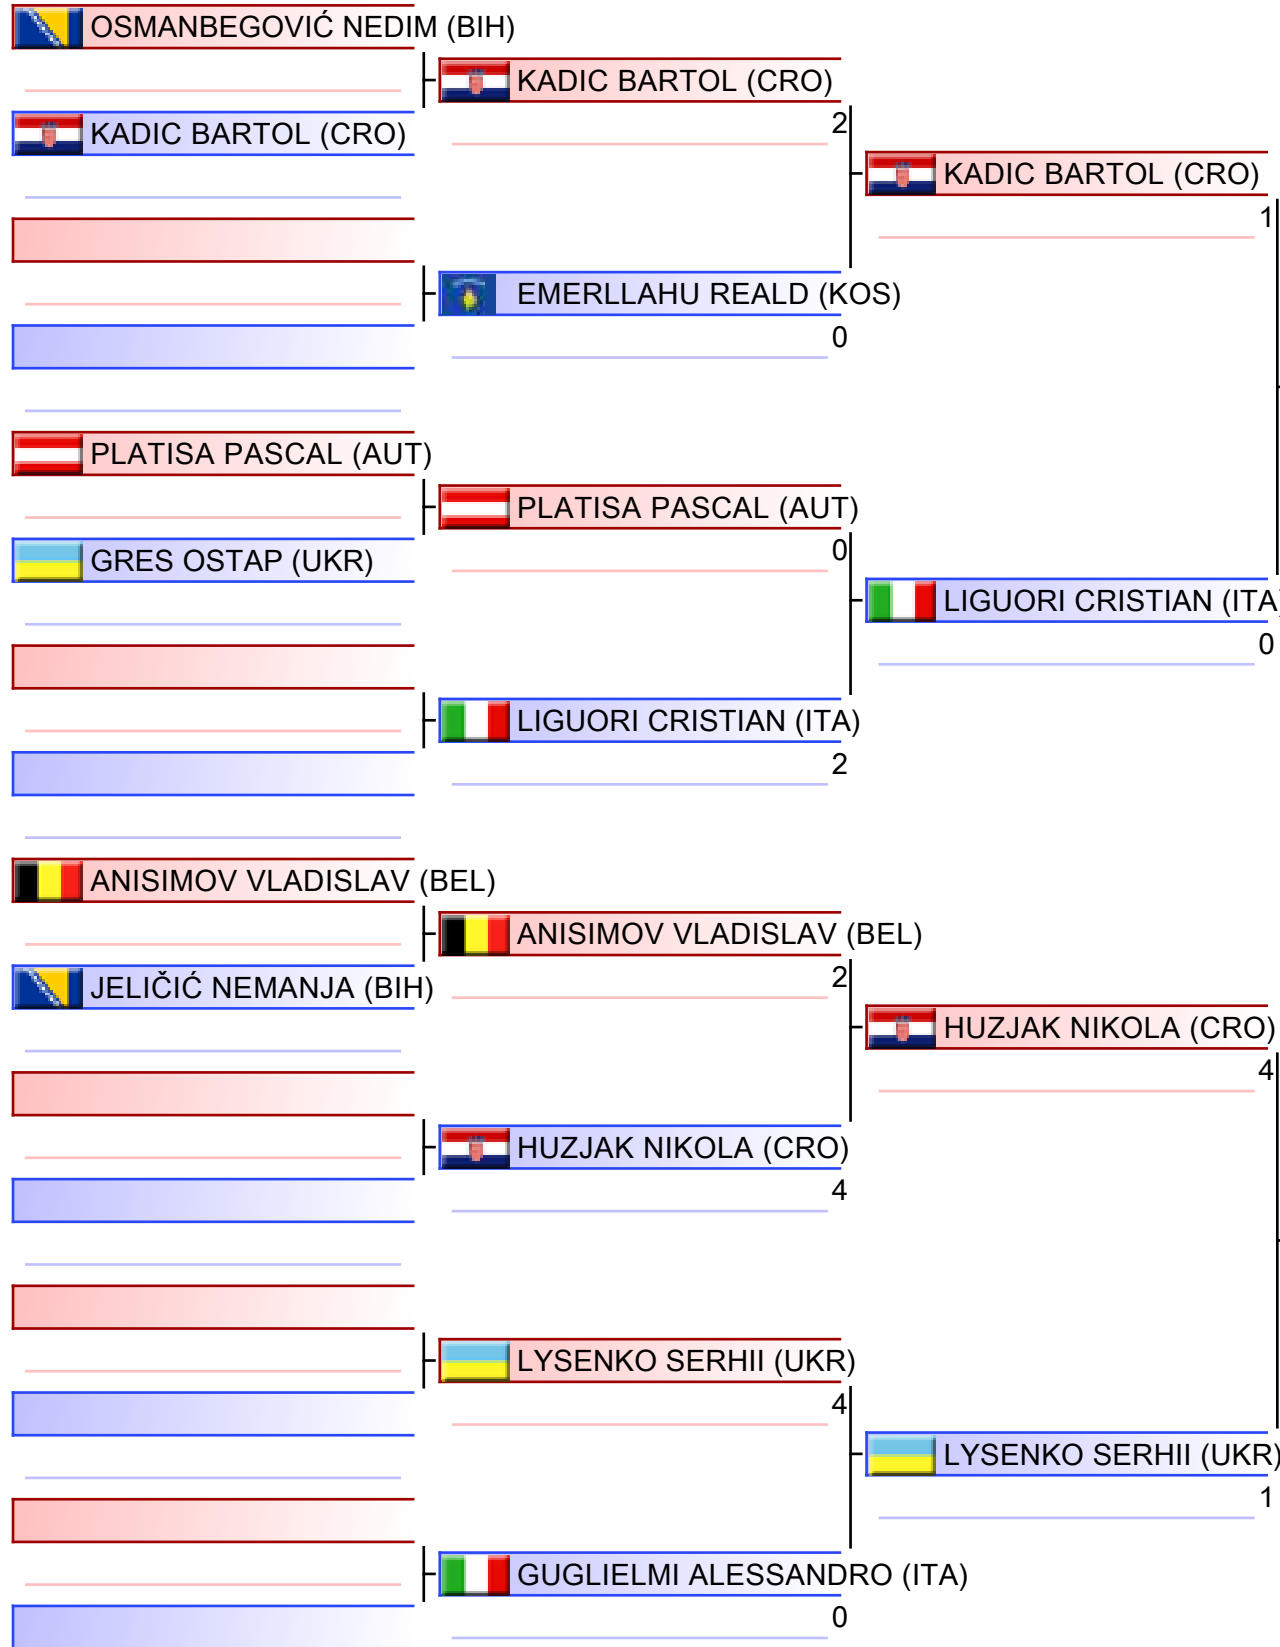 OSMANBEGOVIĆ NEDIM (BIH)
KADIC BARTOL (CRO)
2
KADIC BARTOL (CRO)
KADIC BARTOL (CRO)
1
EMERLLAHU REALD (KOS)
0
PLATISA PASCAL (AUT)
PLATISA PASCAL (AUT)
0
GRES OSTAP (UKR)
LIGUORI CRISTIAN (ITA)
0
LIGUORI CRISTIAN (ITA)
2
ANISIMOV VLADISLAV (BEL)
ANISIMOV VLADISLAV (BEL)
2
JELIČIĆ NEMANJA (BIH)
HUZJAK NIKOLA (CRO)
4
HUZJAK NIKOLA (CRO)
4
LYSENKO SERHII (UKR)
4
LYSENKO SERHII (UKR)
1
GUGLIELMI ALESSANDRO (ITA)
0